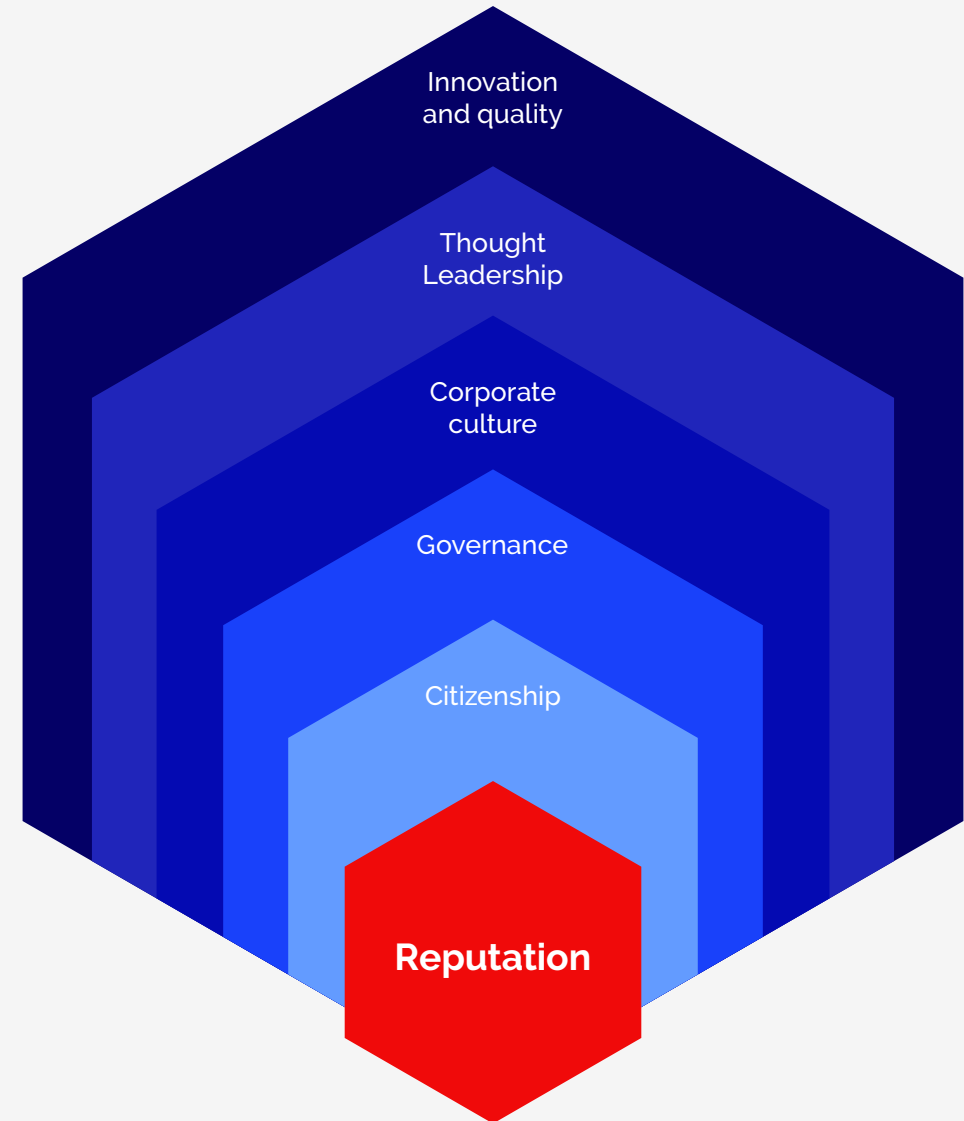 Innovation
and quality
Thought
Leadership
Corporate
culture
Governance
Citizenship
Reputation